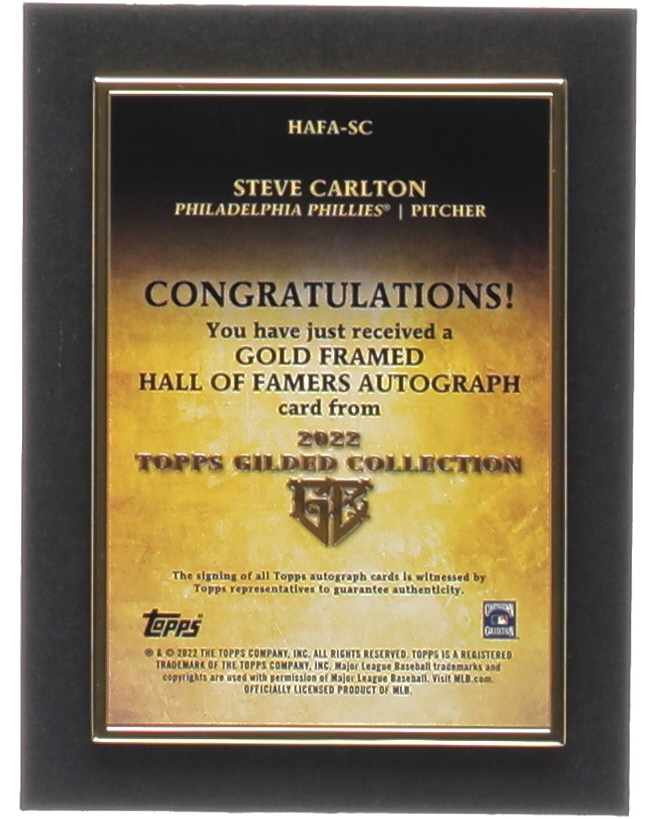 HAFA-SC
STEVE CARLTON
PHILADELPHIA PHILLIES® | PITCHER
CONGRATULATIONS!
You have just received a
GOLD FRAMED
HALL OF FAMERS AUTOGRAPH
card from
2022
TOPPS GILDED COLLECTION
The signing of all Topps autograph cards is witnessed by
Topps representatives to guarantee authenticity.
Topps®
® & © 2022 THE TOPPS COMPANY, INC. ALL RIGHTS RESERVED. TOPPS IS A REGISTERED
TRADEMARK OF THE TOPPS COMPANY, INC. Major League Baseball trademarks and
copyrights are used with permission of Major League Baseball. Visit MLB.com.
OFFICIALLY LICENSED PRODUCT OF MLB.